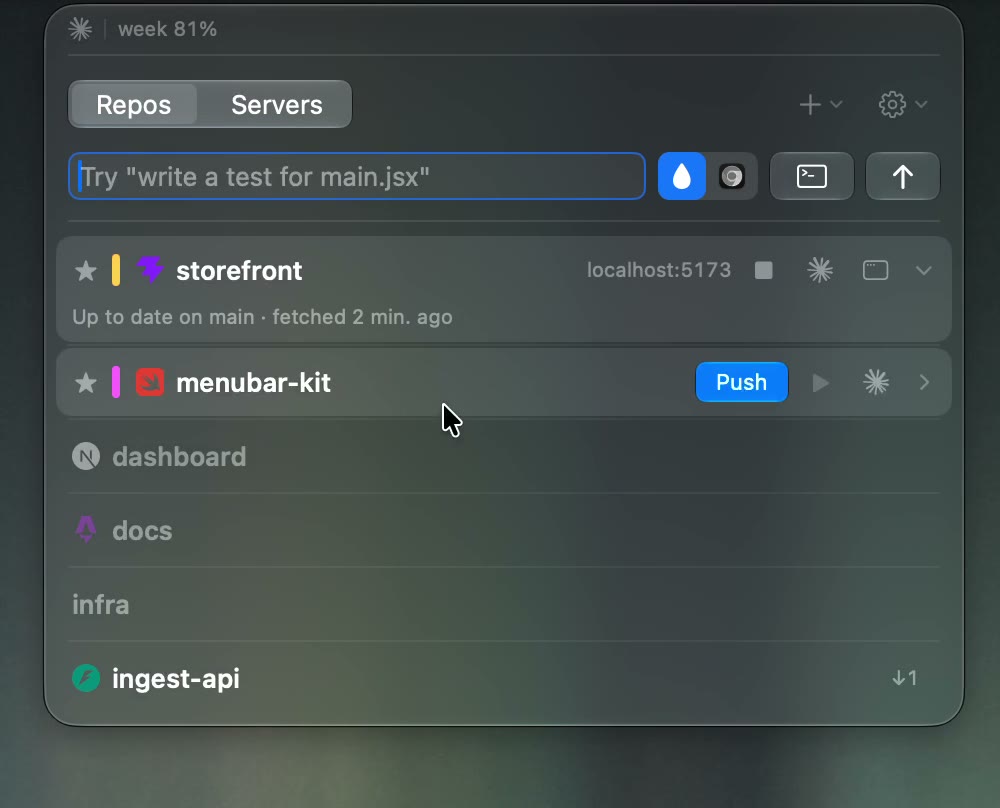 week 81%
Repos Servers
Try "write a test for main.jsx"
storefront localhost:5173
Up to date on main · fetched 2 min. ago
menubar-kit Push
dashboard
docs
infra
ingest-api ↓1